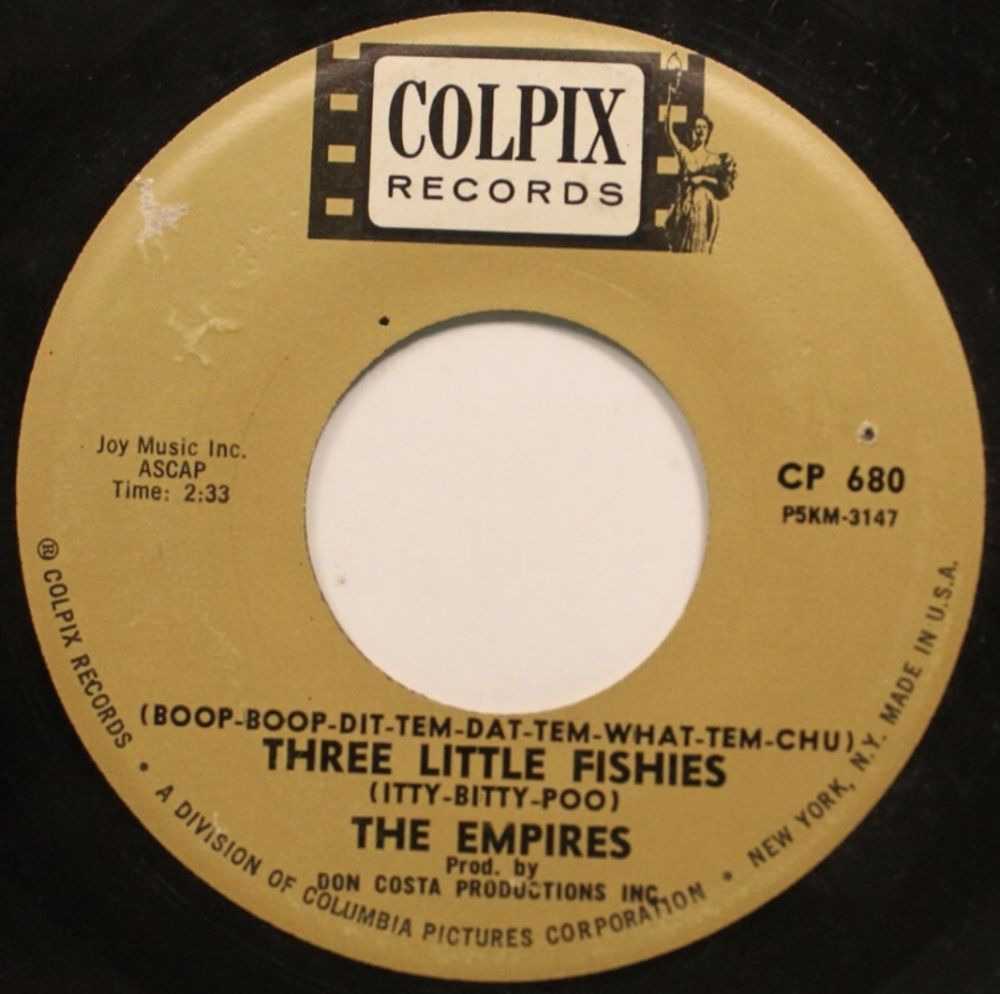 COLPIX
RECORDS
Joy Music Inc.
ASCAP
Time: 2:33
CP 680
P5KM-3147
(BOOP-BOOP-DIT-TEM-DAT-TEM-WHAT-TEM-CHU)
THREE LITTLE FISHIES
(ITTY-BITTY-POO)
THE EMPIRES
Prod. by
DON COSTA PRODUCTIONS INC.
® COLPIX RECORDS • A DIVISION OF COLUMBIA PICTURES CORPORATION • NEW YORK, N.Y. MADE IN U.S.A.